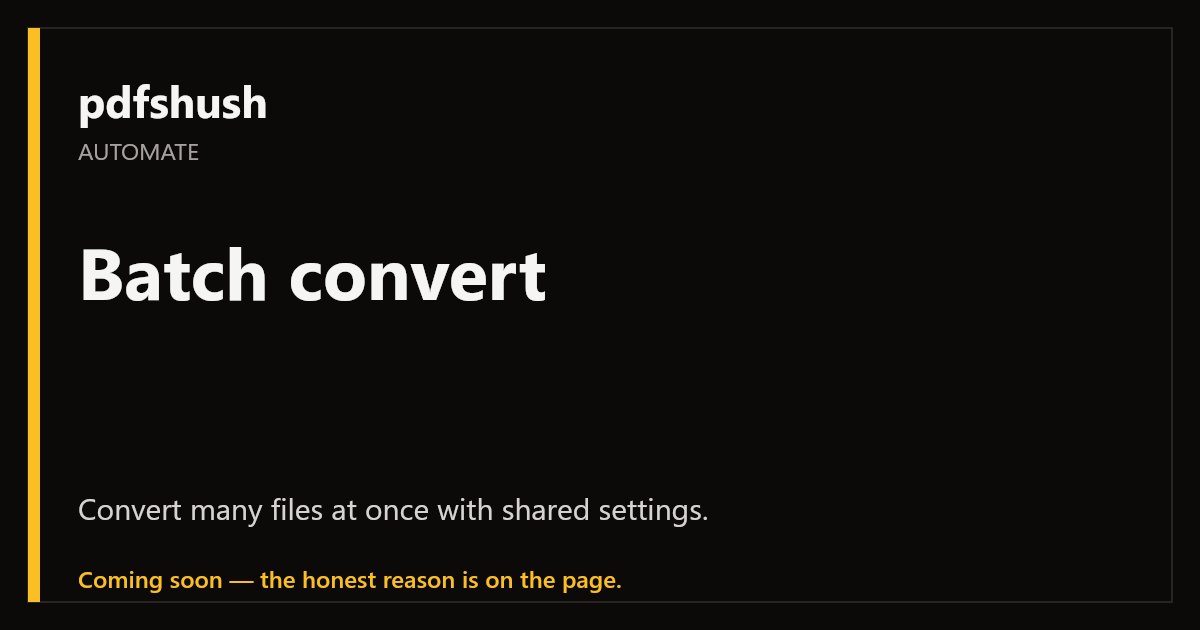 pdfshush
AUTOMATE
Batch convert
Convert many files at once with shared settings.
Coming soon — the honest reason is on the page.